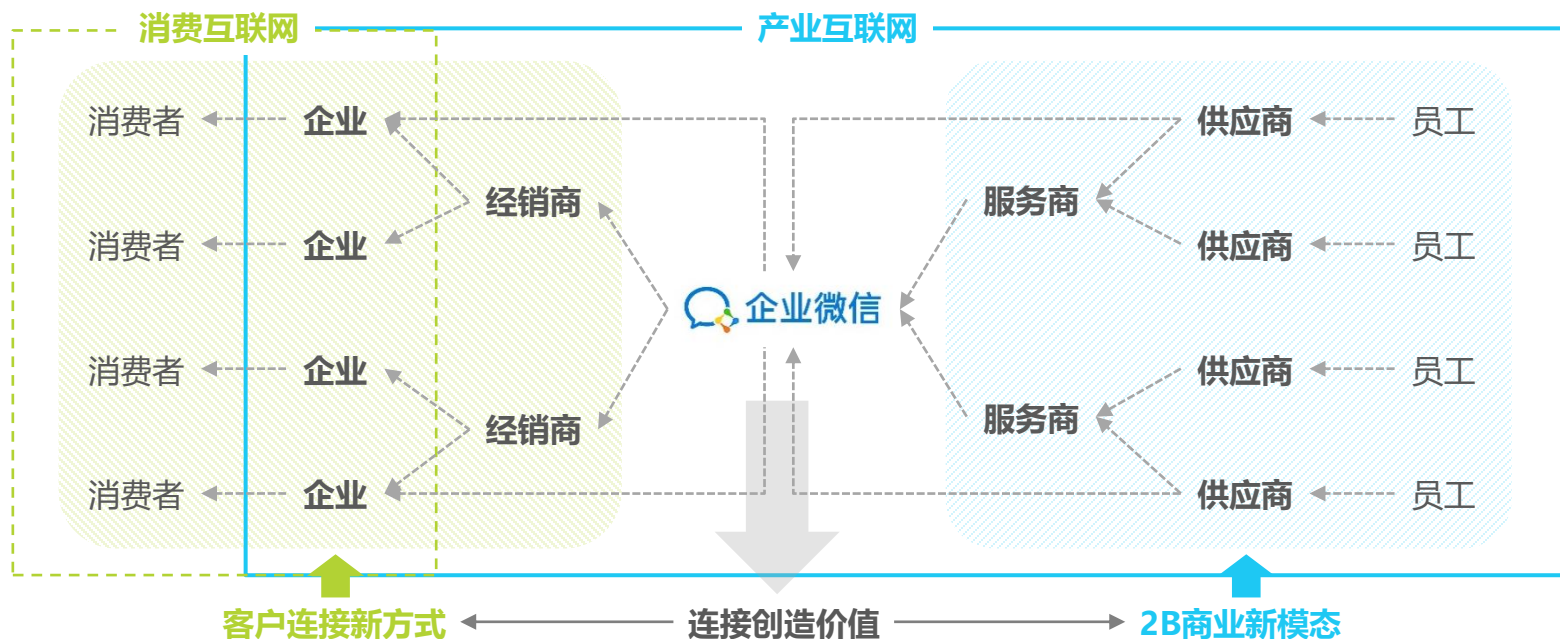 消费互联网
产业互联网
消费者
企业
供应商
员工
经销商
服务商
消费者
企业
供应商
员工
企业微信
消费者
企业
供应商
员工
经销商
服务商
消费者
企业
供应商
员工
客户连接新方式
连接创造价值
2B商业新模态